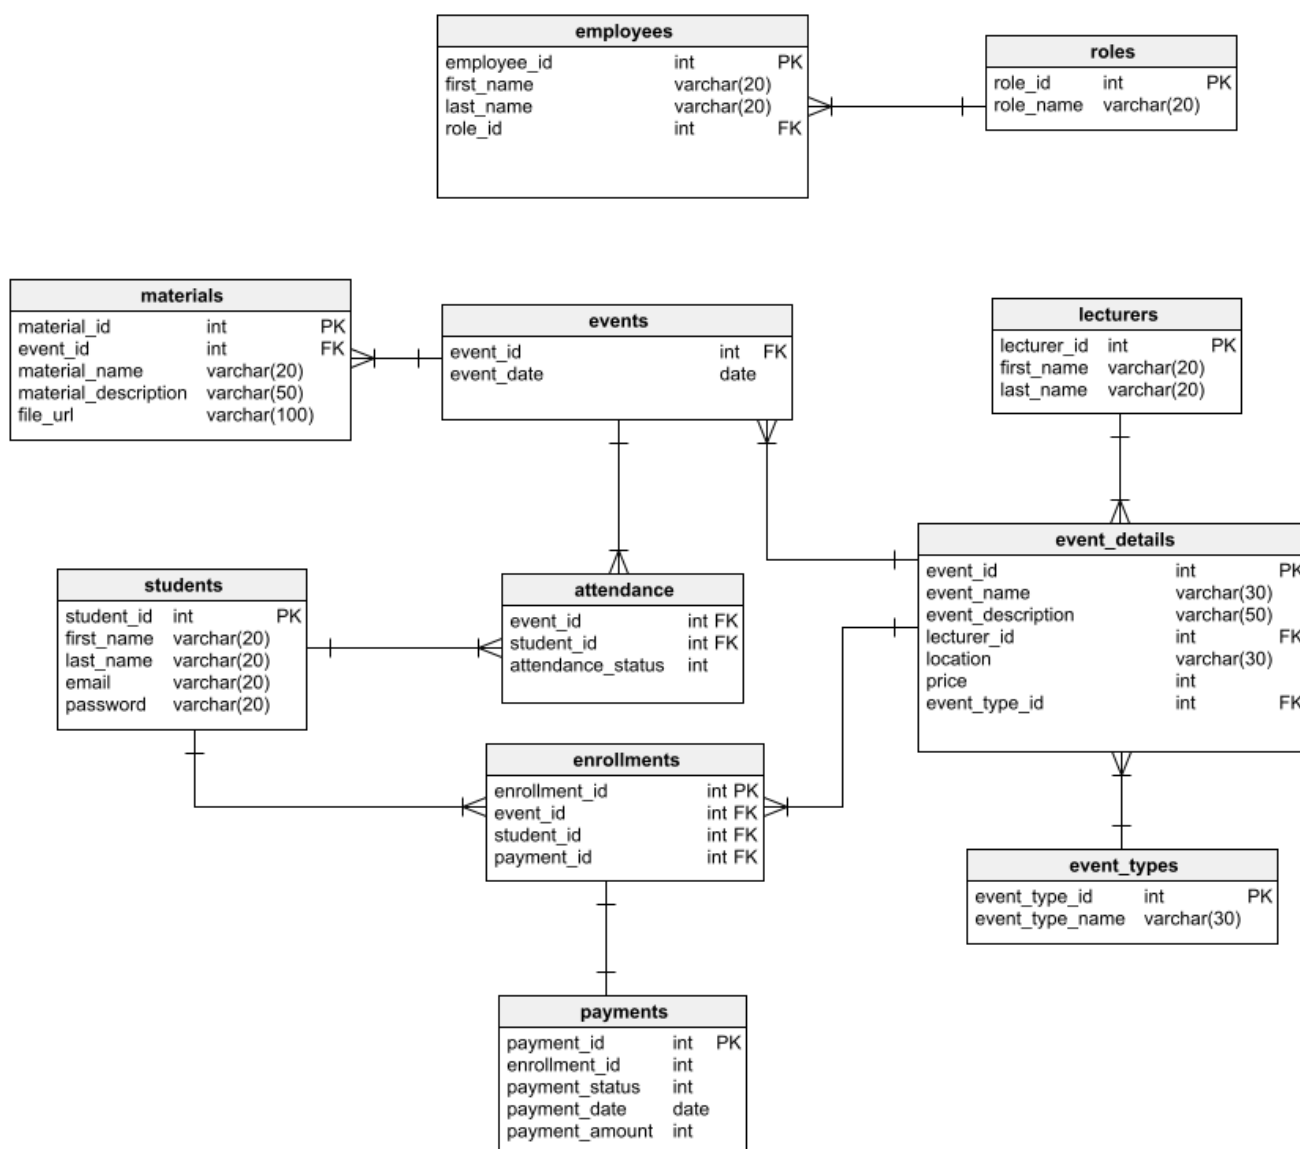 employees
employee_id int PK
first_name varchar(20)
last_name varchar(20)
role_id int FK
roles
role_id int PK
role_name varchar(20)
materials
material_id int PK
event_id int FK
material_name varchar(20)
material_description varchar(50)
file_url varchar(100)
events
event_id int FK
event_date date
lecturers
lecturer_id int PK
first_name varchar(20)
last_name varchar(20)
event_details
event_id int PK
event_name varchar(30)
event_description varchar(50)
lecturer_id int FK
location varchar(30)
price int
event_type_id int FK
students
student_id int PK
first_name varchar(20)
last_name varchar(20)
email varchar(20)
password varchar(20)
attendance
event_id int FK
student_id int FK
attendance_status int
enrollments
enrollment_id int PK
event_id int FK
student_id int FK
payment_id int FK
event_types
event_type_id int PK
event_type_name varchar(30)
payments
payment_id int PK
enrollment_id int
payment_status int
payment_date date
payment_amount int